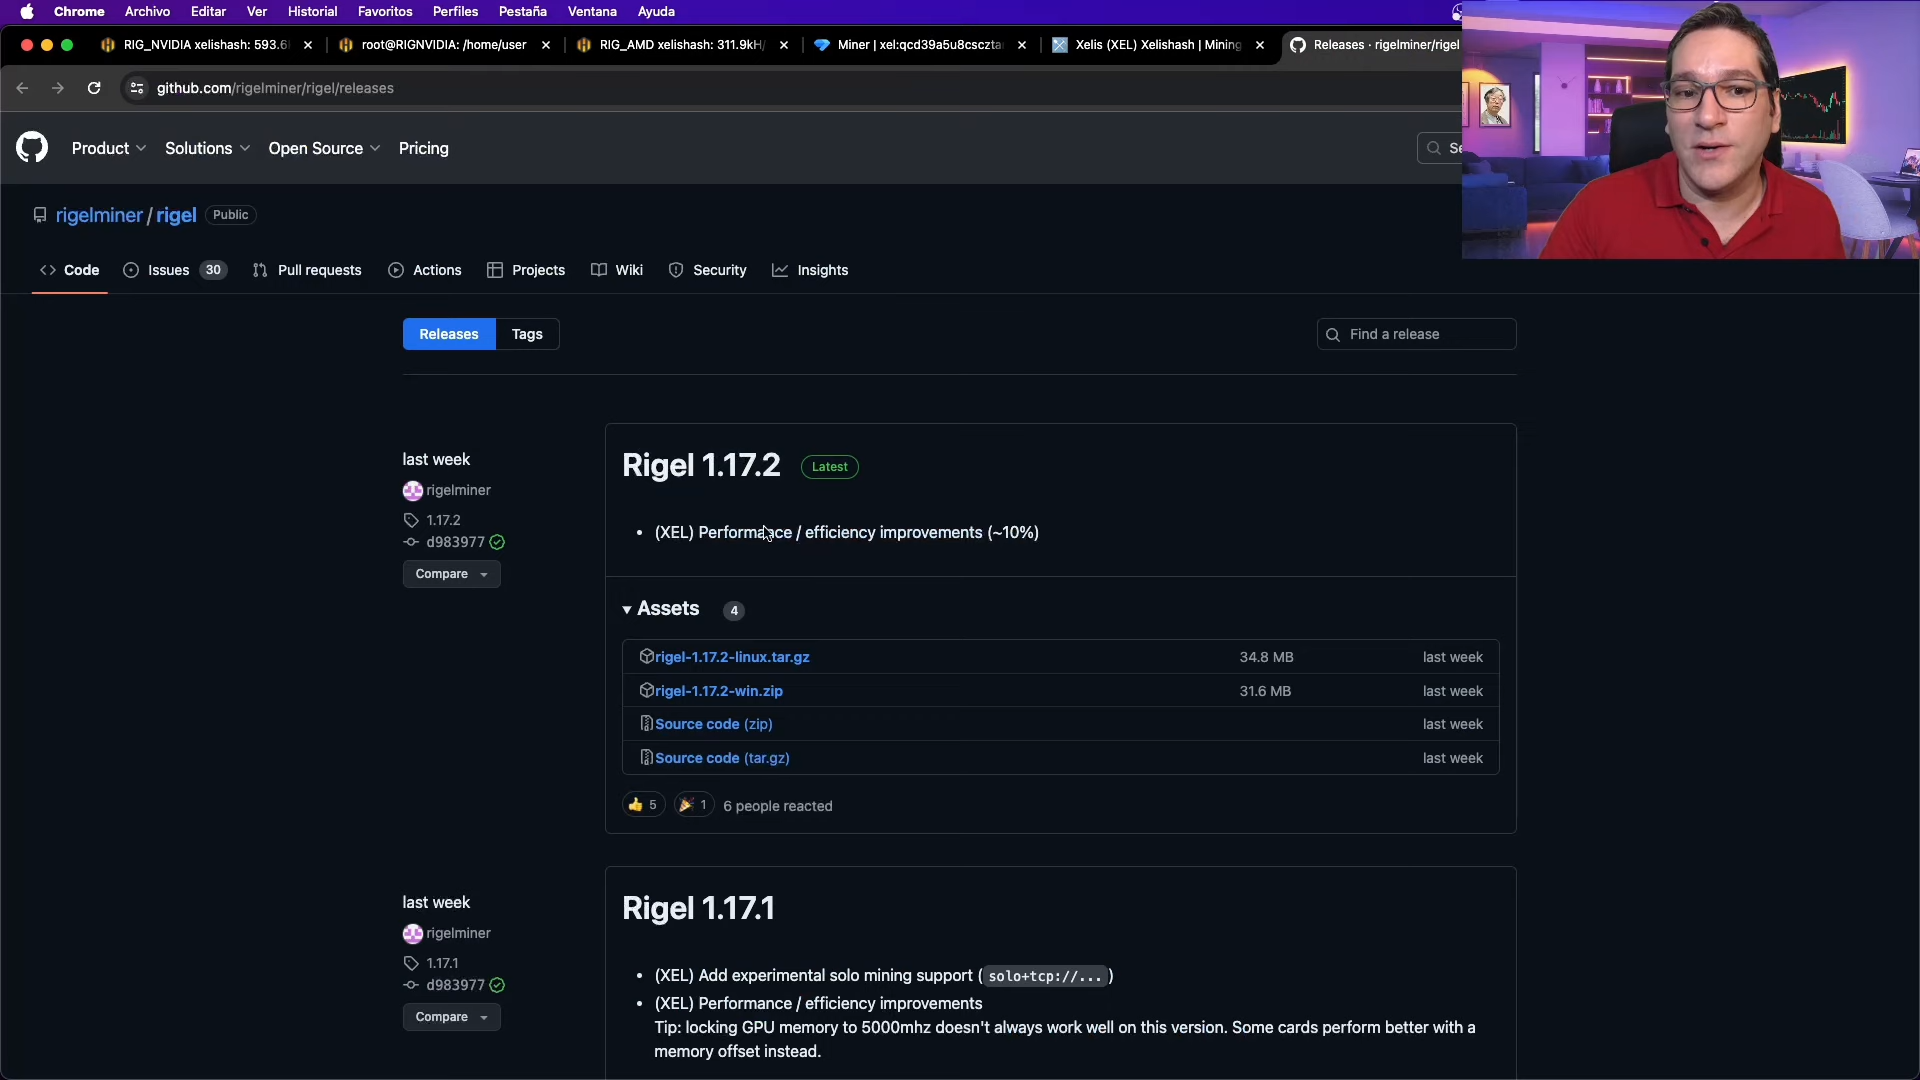 Chrome Archivo Editar Ver Historial Favoritos Perfiles Pestaña Ventana Ayuda
RIG_NVIDIA xelishash: 593.6 root@RIGNVIDIA: /home/user RIG_AMD xelishash: 311.9kH/ Miner | xel:qcd39a5u8csczta Xelis (XEL) Xelishash | Mining Releases · rigelminer/rigel
github.com/rigelminer/rigel/releases
Product Solutions Open Source Pricing Se
rigelminer / rigel Public
Code Issues 30 Pull requests Actions Projects Wiki Security Insights
Releases Tags Find a release
last week
rigelminer
1.17.2
d983977
Compare
Rigel 1.17.2 Latest
• (XEL) Performance / efficiency improvements (~10%)
Assets 4
rigel-1.17.2-linux.tar.gz 34.8 MB last week
rigel-1.17.2-win.zip 31.6 MB last week
Source code (zip) last week
Source code (tar.gz) last week
👍 5 🎉 1 6 people reacted
last week
rigelminer
1.17.1
d983977
Compare
Rigel 1.17.1
• (XEL) Add experimental solo mining support ( solo+tcp://... )
• (XEL) Performance / efficiency improvements
Tip: locking GPU memory to 5000mhz doesn't always work well on this version. Some cards perform better with a
memory offset instead.